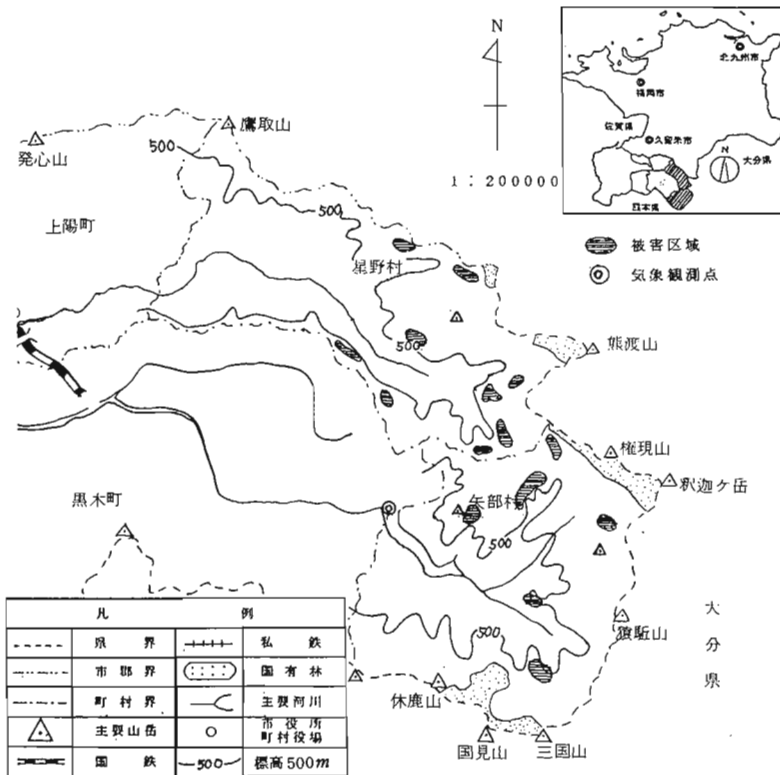 N
1:200000
北九州市
福岡市
佐賀県
久留米市
N
大分県
熊本県
被害区域
気象観測点
鷹取山
発心山
500
上陽町
500
星野村
500
熊渡山
権現山
釈迦ケ岳
黒木町
矢部村
500
500
大分県
休鹿山
国見山
三国山
凡例
県界
私鉄
市郡界
国有林
町村界
主要河川
主要山岳
市役所
町村役場
国鉄
500
標高500m